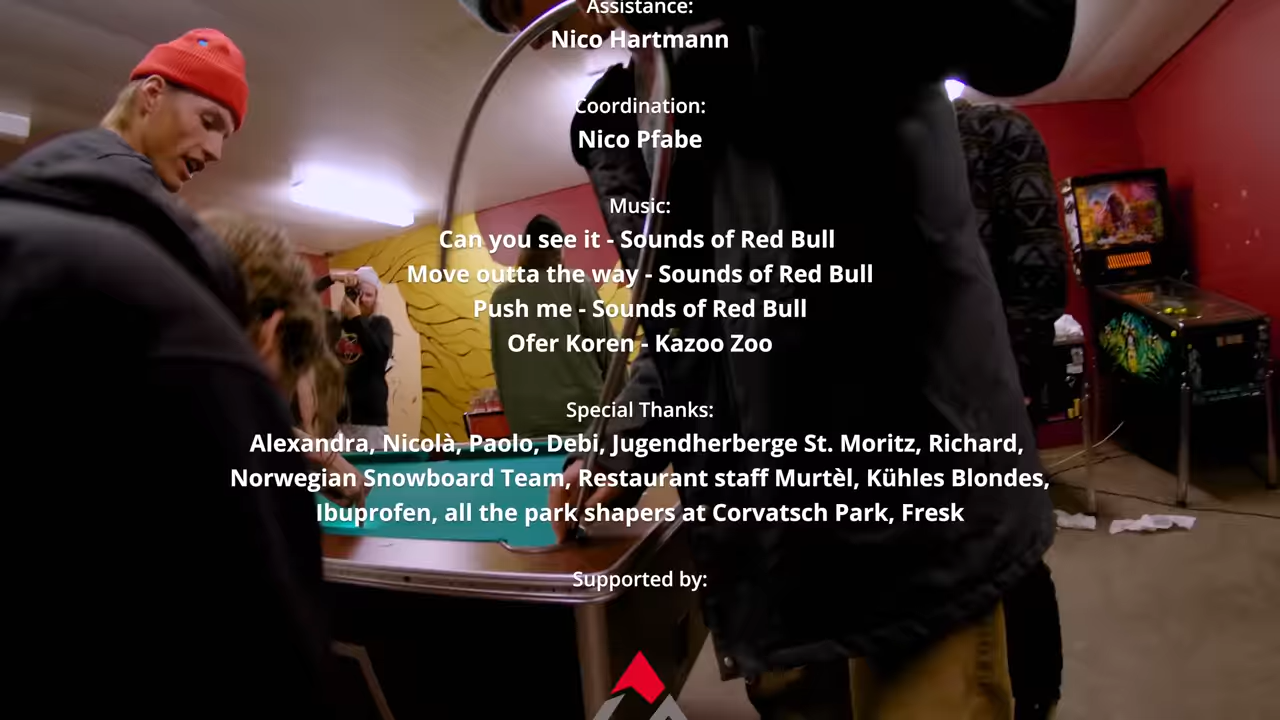 Assistance:
Nico Hartmann
Coordination:
Nico Pfabe
Music:
Can you see it - Sounds of Red Bull
Move outta the way - Sounds of Red Bull
Push me - Sounds of Red Bull
Ofer Koren - Kazoo Zoo
Special Thanks:
Alexandra, Nicolà, Paolo, Debi, Jugendherberge St. Moritz, Richard,
Norwegian Snowboard Team, Restaurant staff Murtèl, Kühles Blondes,
Ibuprofen, all the park shapers at Corvatsch Park, Fresk
Supported by: